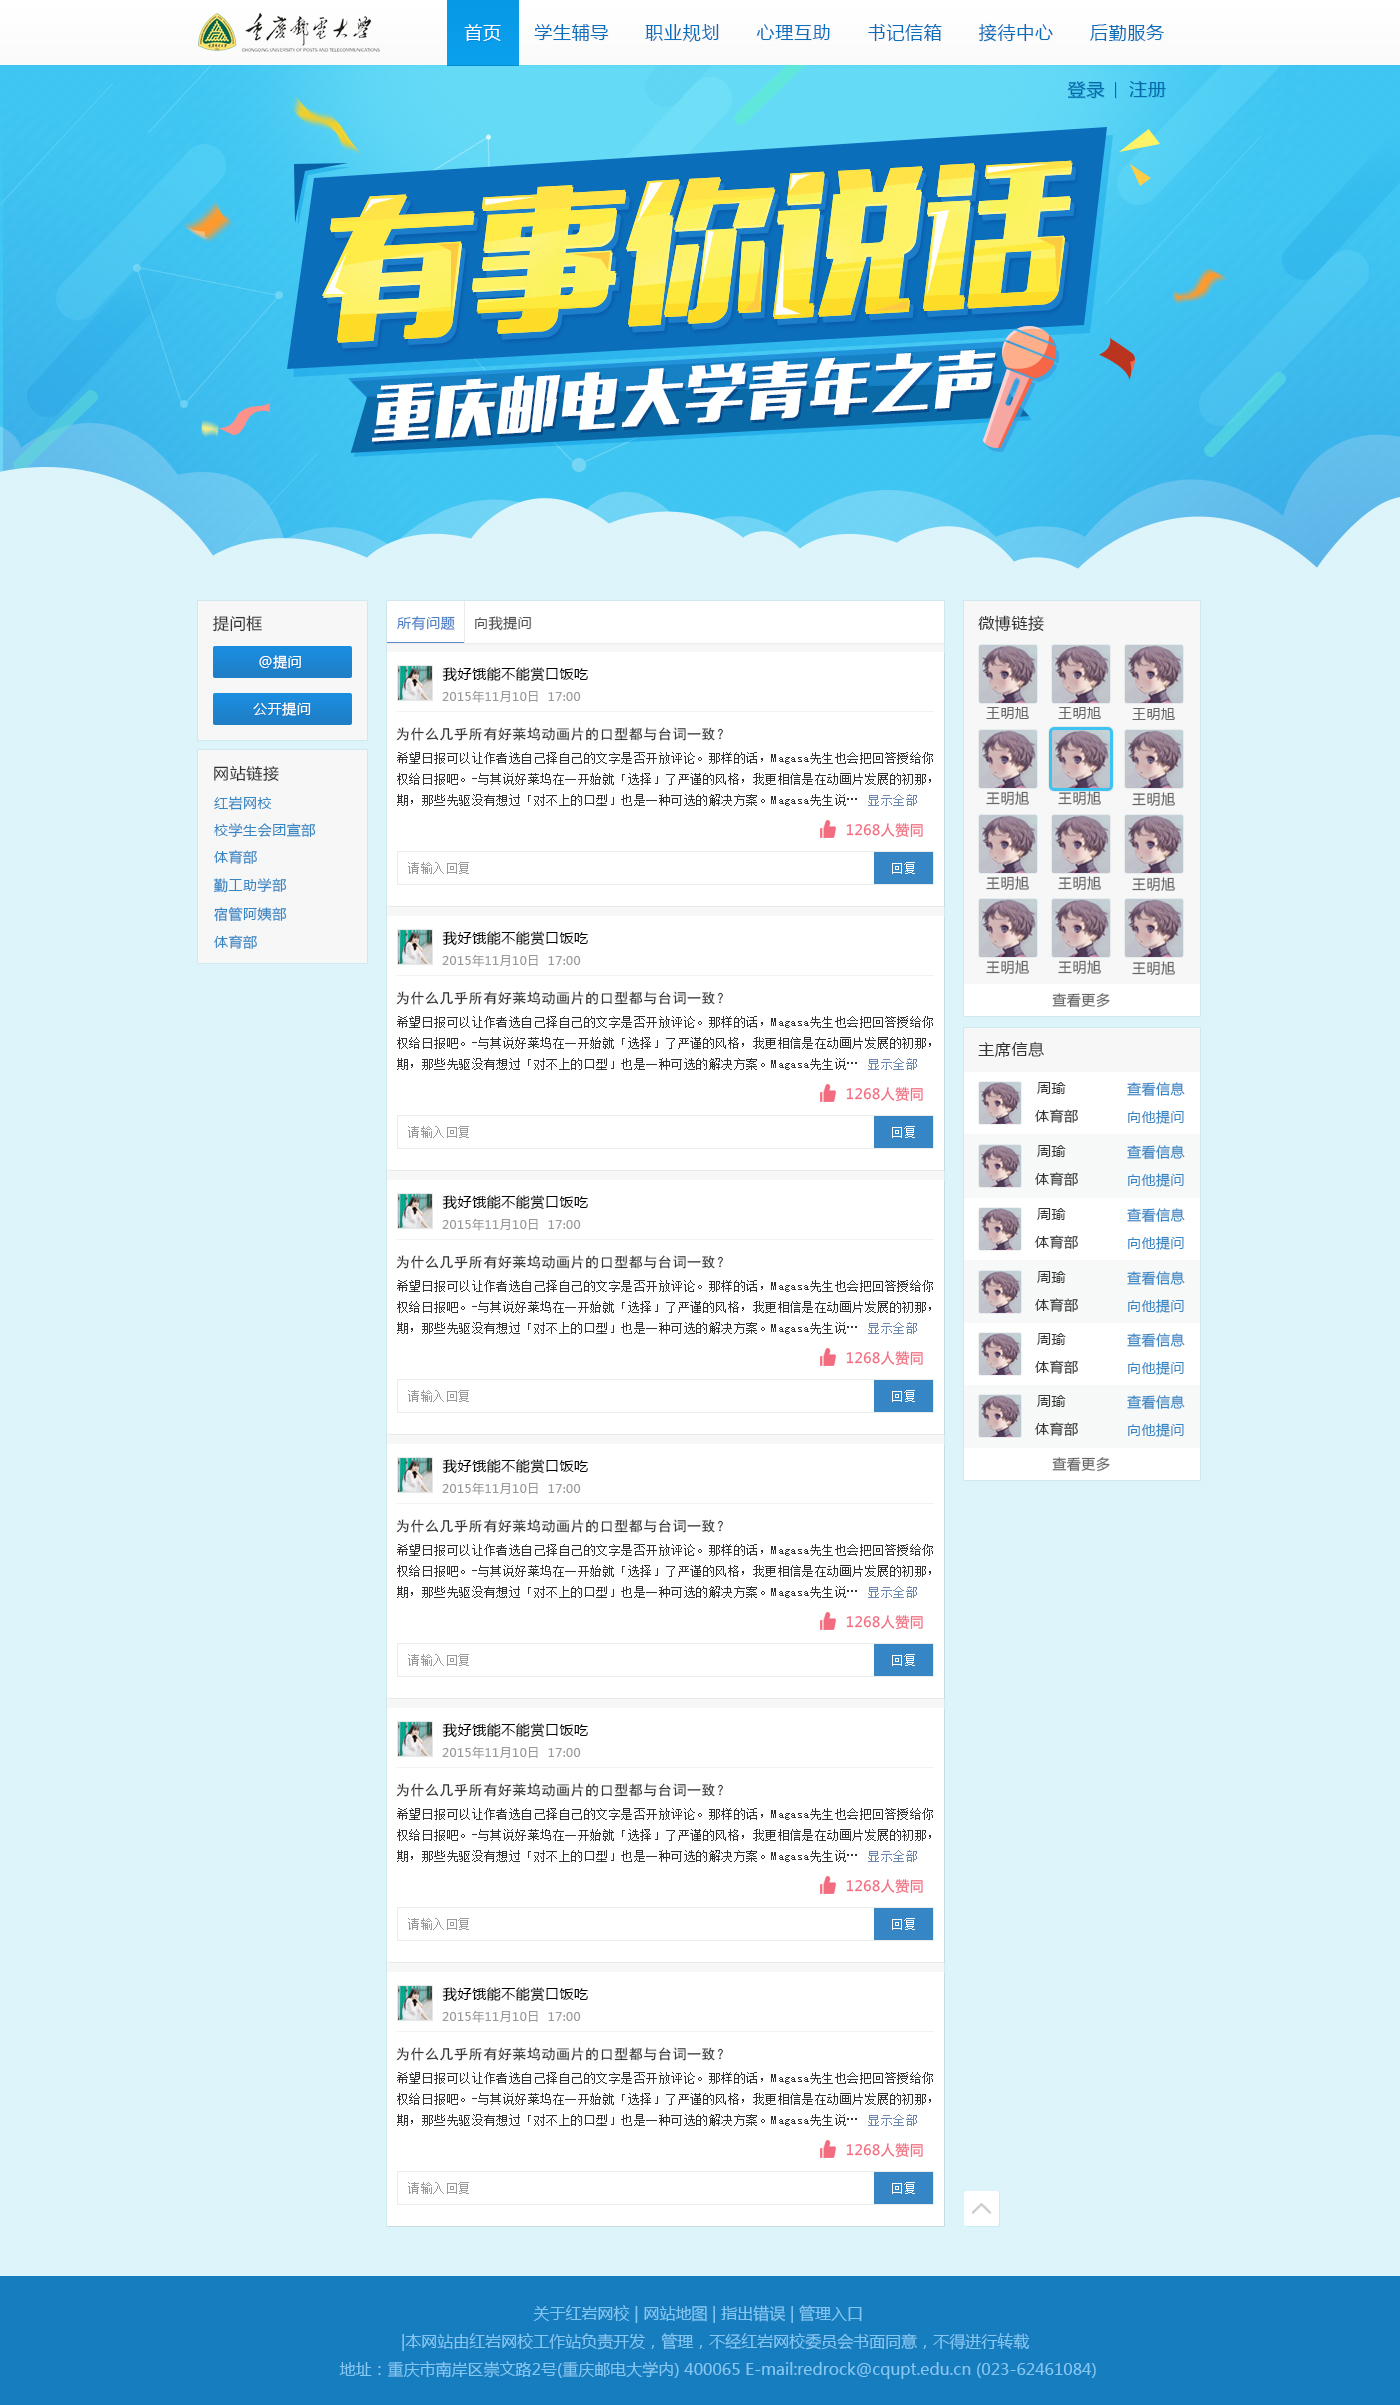 重庆邮电大学
CHONGQING UNIVERSITY OF POSTS AND TELECOMMUNICATIONS
首页 学生辅导 职业规划 心理互助 书记信箱 接待中心 后勤服务
登录 | 注册
有事你说话
重庆邮电大学青年之声
提问框
@提问
公开提问
网站链接
红岩网校
校学生会团宣部
体育部
勤工助学部
宿管阿姨部
体育部
所有问题 向我提问
我好饿能不能赏口饭吃
2015年11月10日 17:00
为什么几乎所有好莱坞动画片的口型都与台词一致?
希望日报可以让作者选自己择自己的文字是否开放评论。那样的话,Magasa先生也会把回答授给你
权给日报吧。-与其说好莱坞在一开始就「选择」了严谨的风格,我更相信是在动画片发展的初那,
期,那些先驱没有想过「对不上的口型」也是一种可选的解决方案。Magasa先生说… 显示全部
1268人赞同
请输入回复 回复
我好饿能不能赏口饭吃
2015年11月10日 17:00
为什么几乎所有好莱坞动画片的口型都与台词一致?
希望日报可以让作者选自己择自己的文字是否开放评论。那样的话,Magasa先生也会把回答授给你
权给日报吧。-与其说好莱坞在一开始就「选择」了严谨的风格,我更相信是在动画片发展的初那,
期,那些先驱没有想过「对不上的口型」也是一种可选的解决方案。Magasa先生说… 显示全部
1268人赞同
请输入回复 回复
我好饿能不能赏口饭吃
2015年11月10日 17:00
为什么几乎所有好莱坞动画片的口型都与台词一致?
希望日报可以让作者选自己择自己的文字是否开放评论。那样的话,Magasa先生也会把回答授给你
权给日报吧。-与其说好莱坞在一开始就「选择」了严谨的风格,我更相信是在动画片发展的初那,
期,那些先驱没有想过「对不上的口型」也是一种可选的解决方案。Magasa先生说… 显示全部
1268人赞同
请输入回复 回复
我好饿能不能赏口饭吃
2015年11月10日 17:00
为什么几乎所有好莱坞动画片的口型都与台词一致?
希望日报可以让作者选自己择自己的文字是否开放评论。那样的话,Magasa先生也会把回答授给你
权给日报吧。-与其说好莱坞在一开始就「选择」了严谨的风格,我更相信是在动画片发展的初那,
期,那些先驱没有想过「对不上的口型」也是一种可选的解决方案。Magasa先生说… 显示全部
1268人赞同
请输入回复 回复
我好饿能不能赏口饭吃
2015年11月10日 17:00
为什么几乎所有好莱坞动画片的口型都与台词一致?
希望日报可以让作者选自己择自己的文字是否开放评论。那样的话,Magasa先生也会把回答授给你
权给日报吧。-与其说好莱坞在一开始就「选择」了严谨的风格,我更相信是在动画片发展的初那,
期,那些先驱没有想过「对不上的口型」也是一种可选的解决方案。Magasa先生说… 显示全部
1268人赞同
请输入回复 回复
我好饿能不能赏口饭吃
2015年11月10日 17:00
为什么几乎所有好莱坞动画片的口型都与台词一致?
希望日报可以让作者选自己择自己的文字是否开放评论。那样的话,Magasa先生也会把回答授给你
权给日报吧。-与其说好莱坞在一开始就「选择」了严谨的风格,我更相信是在动画片发展的初那,
期,那些先驱没有想过「对不上的口型」也是一种可选的解决方案。Magasa先生说… 显示全部
1268人赞同
请输入回复 回复
微博链接
王明旭 王明旭 王明旭
王明旭 王明旭 王明旭
王明旭 王明旭 王明旭
王明旭 王明旭 王明旭
查看更多
主席信息
周瑜 查看信息
体育部 向他提问
周瑜 查看信息
体育部 向他提问
周瑜 查看信息
体育部 向他提问
周瑜 查看信息
体育部 向他提问
周瑜 查看信息
体育部 向他提问
周瑜 查看信息
体育部 向他提问
查看更多
关于红岩网校 | 网站地图 | 指出错误 | 管理入口
|本网站由红岩网校工作站负责开发,管理,不经红岩网校委员会书面同意,不得进行转载
地址:重庆市南岸区崇文路2号(重庆邮电大学内) 400065 E-mail:redrock@cqupt.edu.cn (023-62461084)